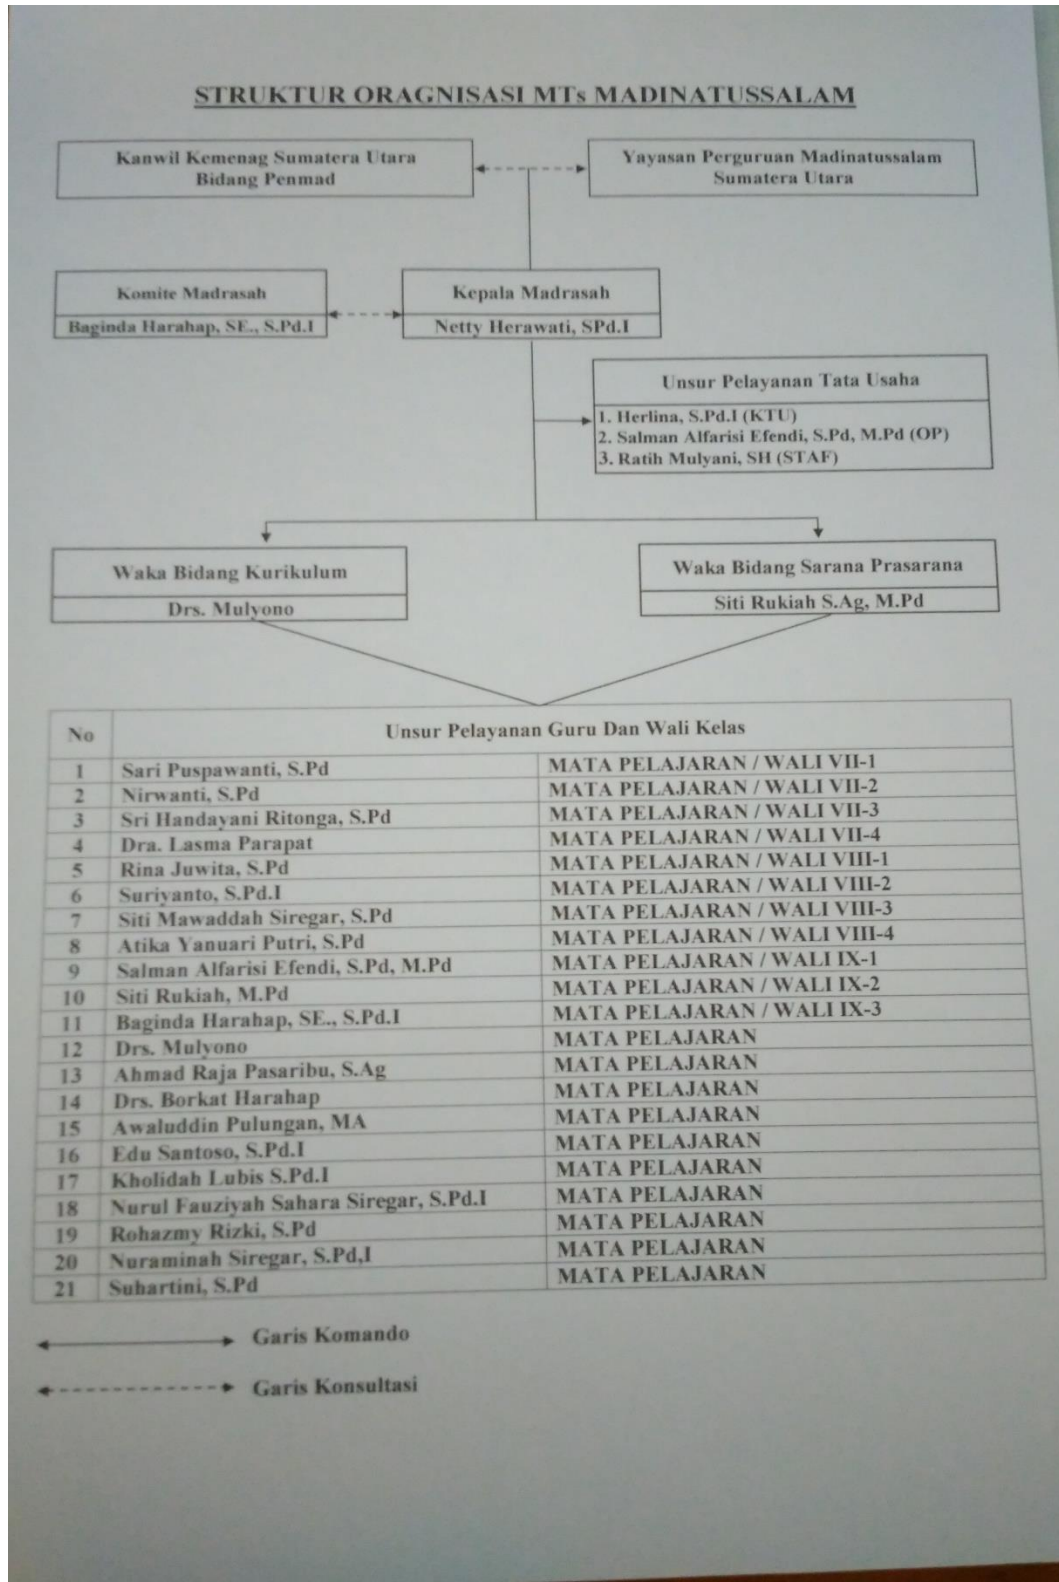 STRUKTUR ORAGNISASI MTs MADINATUSSALAM
Kanwil Kemenag Sumatera Utara
Bidang Penmad
Yayasan Perguruan Madinatussalam
Sumatera Utara
Komite Madrasah
Baginda Harahap, SE., S.Pd.I
Kepala Madrasah
Netty Herawati, SPd.I
Unsur Pelayanan Tata Usaha
1. Herlina, S.Pd.I (KTU)
2. Salman Alfarisi Efendi, S.Pd, M.Pd (OP)
3. Ratih Mulyani, SH (STAF)
Waka Bidang Kurikulum
Drs. Mulyono
Waka Bidang Sarana Prasarana
Siti Rukiah S.Ag, M.Pd
No Unsur Pelayanan Guru Dan Wali Kelas
1 Sari Puspawanti, S.Pd MATA PELAJARAN / WALI VII-1
2 Nirwanti, S.Pd MATA PELAJARAN / WALI VII-2
3 Sri Handayani Ritonga, S.Pd MATA PELAJARAN / WALI VII-3
4 Dra. Lasma Parapat MATA PELAJARAN / WALI VII-4
5 Rina Juwita, S.Pd MATA PELAJARAN / WALI VIII-1
6 Suriyanto, S.Pd.I MATA PELAJARAN / WALI VIII-2
7 Siti Mawaddah Siregar, S.Pd MATA PELAJARAN / WALI VIII-3
8 Atika Yanuari Putri, S.Pd MATA PELAJARAN / WALI VIII-4
9 Salman Alfarisi Efendi, S.Pd, M.Pd MATA PELAJARAN / WALI IX-1
10 Siti Rukiah, M.Pd MATA PELAJARAN / WALI IX-2
11 Baginda Harahap, SE., S.Pd.I MATA PELAJARAN / WALI IX-3
12 Drs. Mulyono MATA PELAJARAN
13 Ahmad Raja Pasaribu, S.Ag MATA PELAJARAN
14 Drs. Borkat Harahap MATA PELAJARAN
15 Awaluddin Pulungan, MA MATA PELAJARAN
16 Edu Santoso, S.Pd.I MATA PELAJARAN
17 Kholidah Lubis S.Pd.I MATA PELAJARAN
18 Nurul Fauziyah Sahara Siregar, S.Pd.I MATA PELAJARAN
19 Rohazmy Rizki, S.Pd MATA PELAJARAN
20 Nuraminah Siregar, S.Pd,I MATA PELAJARAN
21 Suhartini, S.Pd MATA PELAJARAN
Garis Komando
Garis Konsultasi